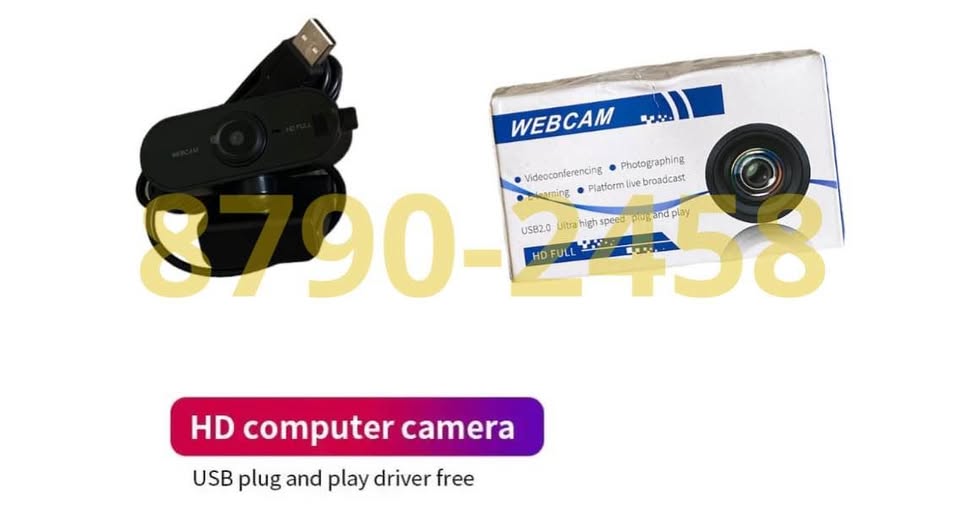 WEBCAM
HD FULL
WEBCAM
Videoconferencing Photographing
E-learning Platform live broadcast
USB2.0 Ultra high speed plug and play
HD FULL
8790-2458
HD computer camera
USB plug and play driver free